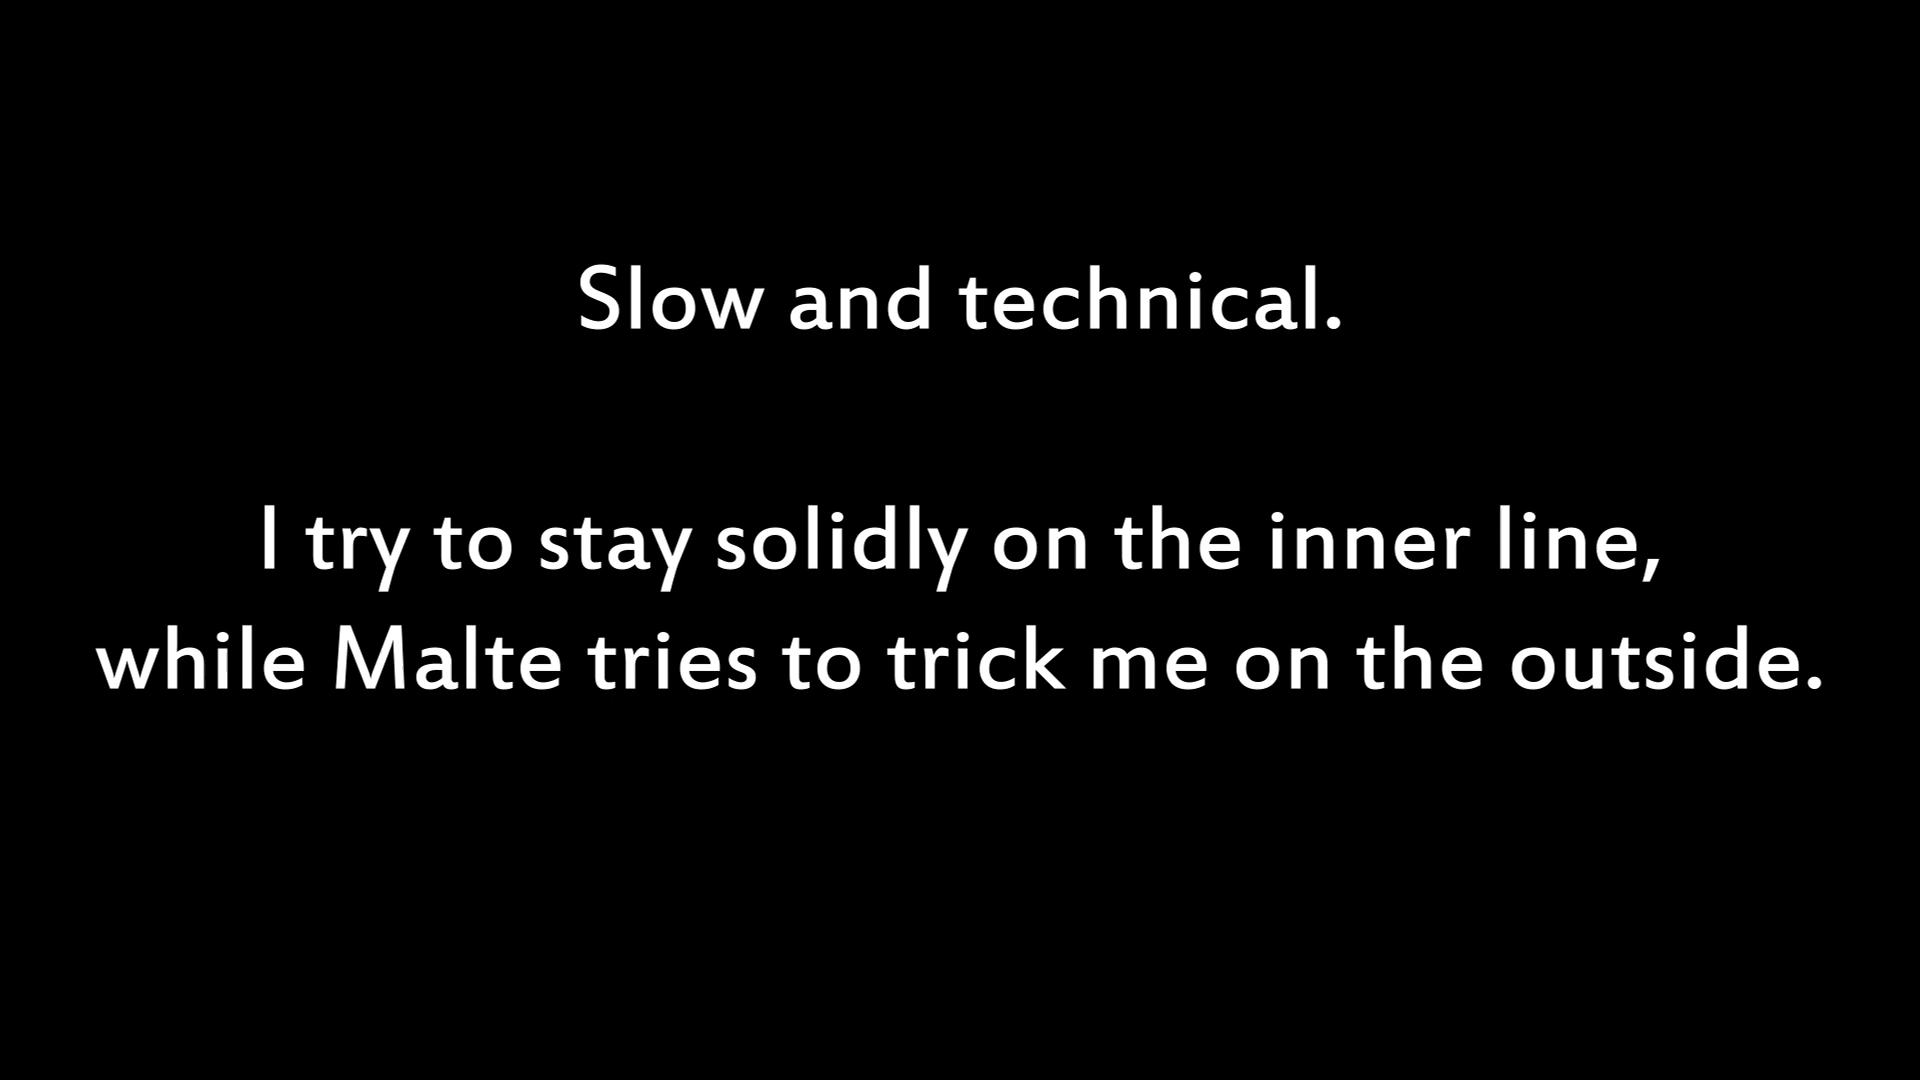 Slow and technical.
I try to stay solidly on the inner line,
while Malte tries to trick me on the outside.